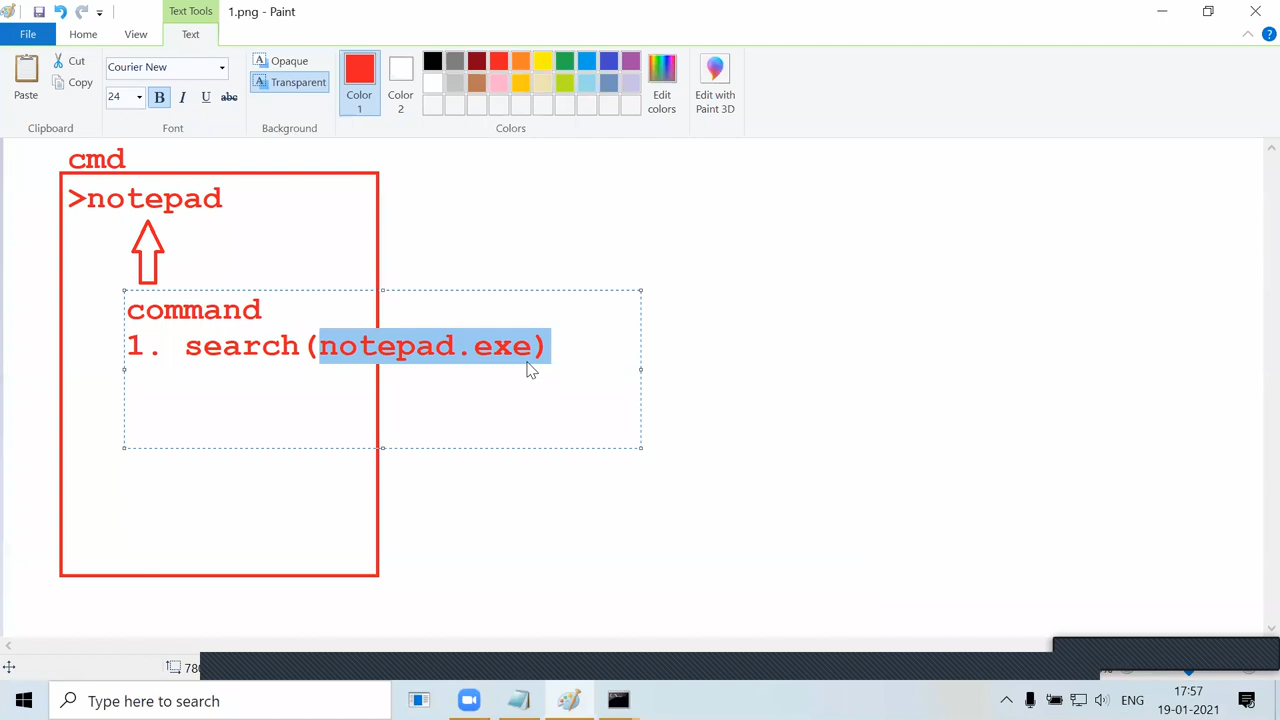 Text Tools
1.png - Paint
File
Home
View
Text
Paste
Cut
Copy
Clipboard
Courier New
24
B I U abc
Font
Opaque
Transparent
Background
Color
1
Color
2
Edit
colors
Colors
Edit with
Paint 3D
cmd
>notepad
command
1. search(notepad.exe)
Type here to search
ENG
17:57
19-01-2021